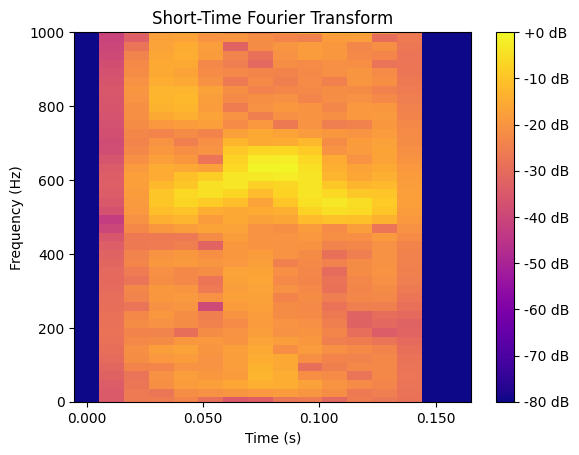 Short-Time Fourier Transform
1000
800
600
400
200
0
Frequency (Hz)
0.000
0.050
0.100
0.150
Time (s)
+0 dB
-10 dB
-20 dB
-30 dB
-40 dB
-50 dB
-60 dB
-70 dB
-80 dB